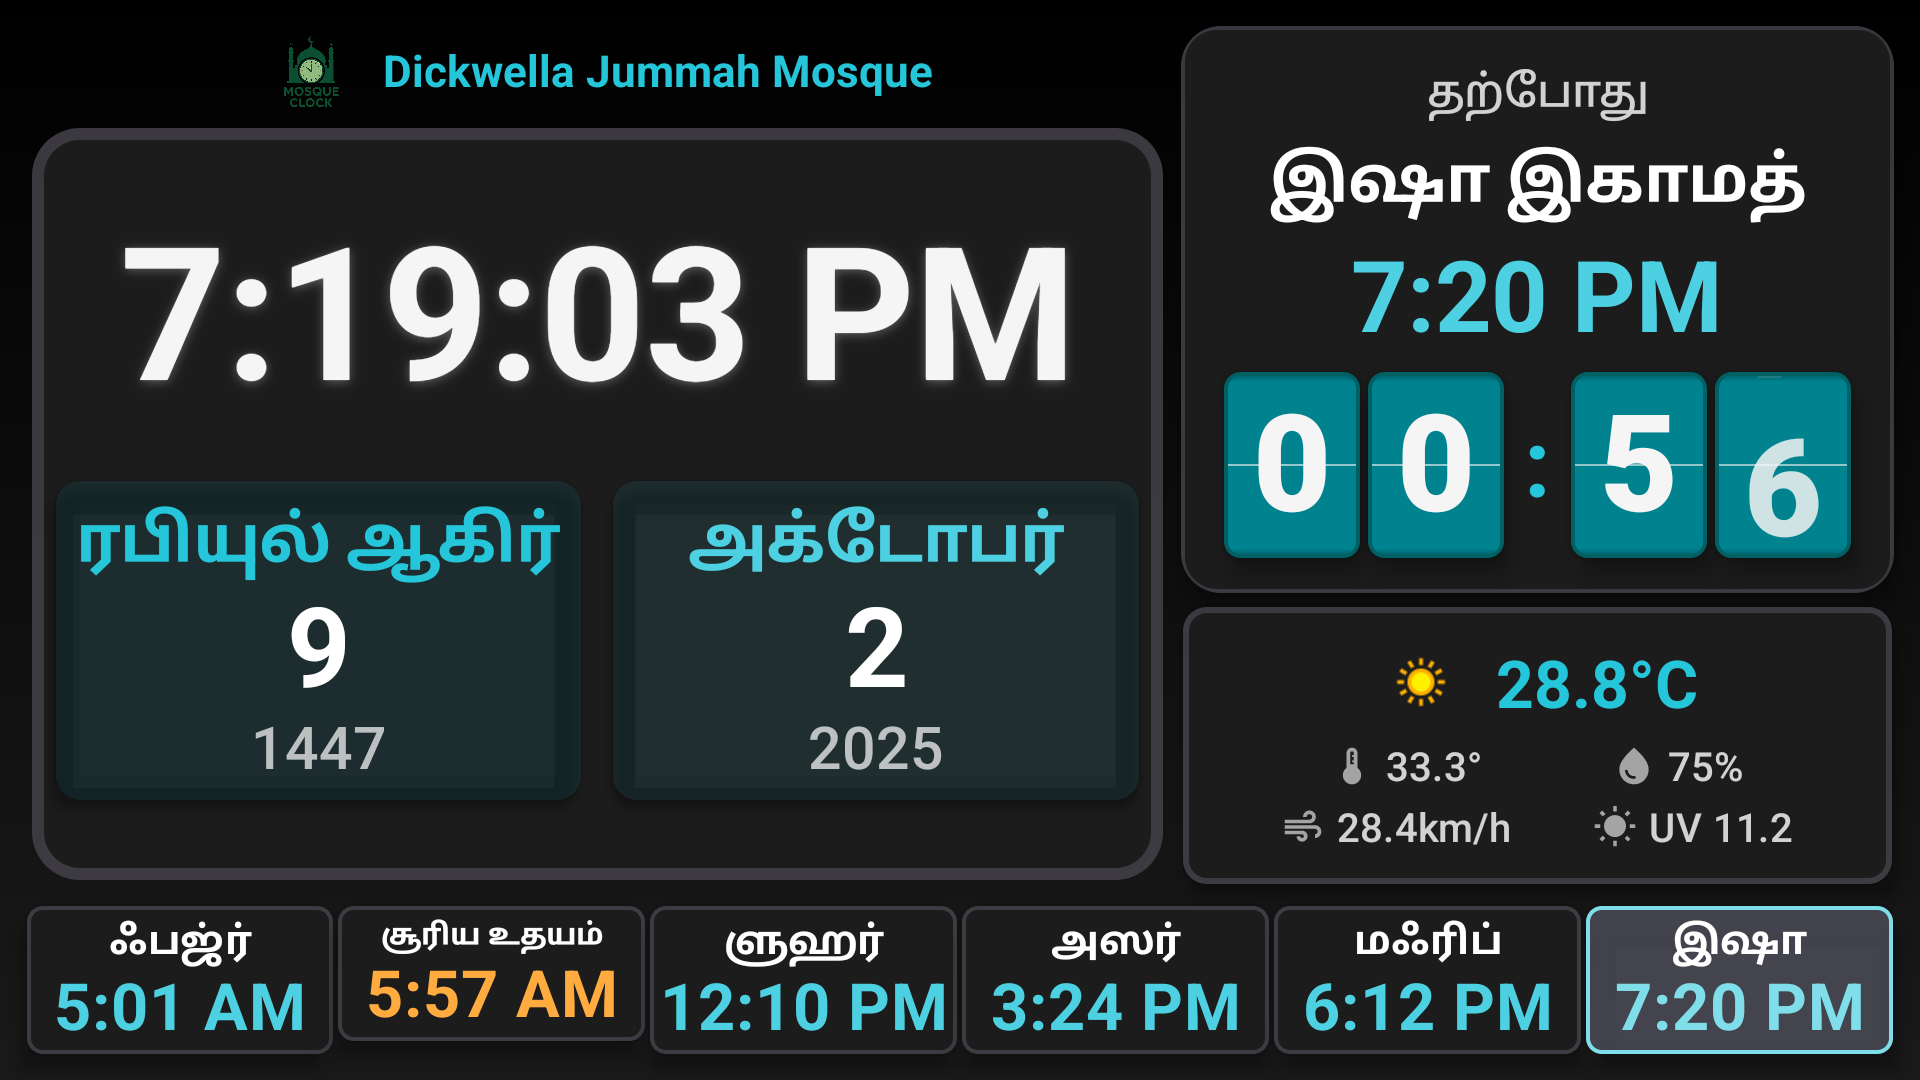 MOSQUE
CLOCK
Dickwella Jummah Mosque
7:19:03 PM
ரபியுல் ஆகிர்
9
1447
அக்டோபர்
2
2025
தற்போது
இஷா இகாமத்
7:20 PM
00:56
28.8°C
33.3°
75%
28.4km/h
UV 11.2
ஃபஜ்ர்
5:01 AM
சூரிய உதயம்
5:57 AM
ளுஹர்
12:10 PM
அஸர்
3:24 PM
மஃரிப்
6:12 PM
இஷா
7:20 PM